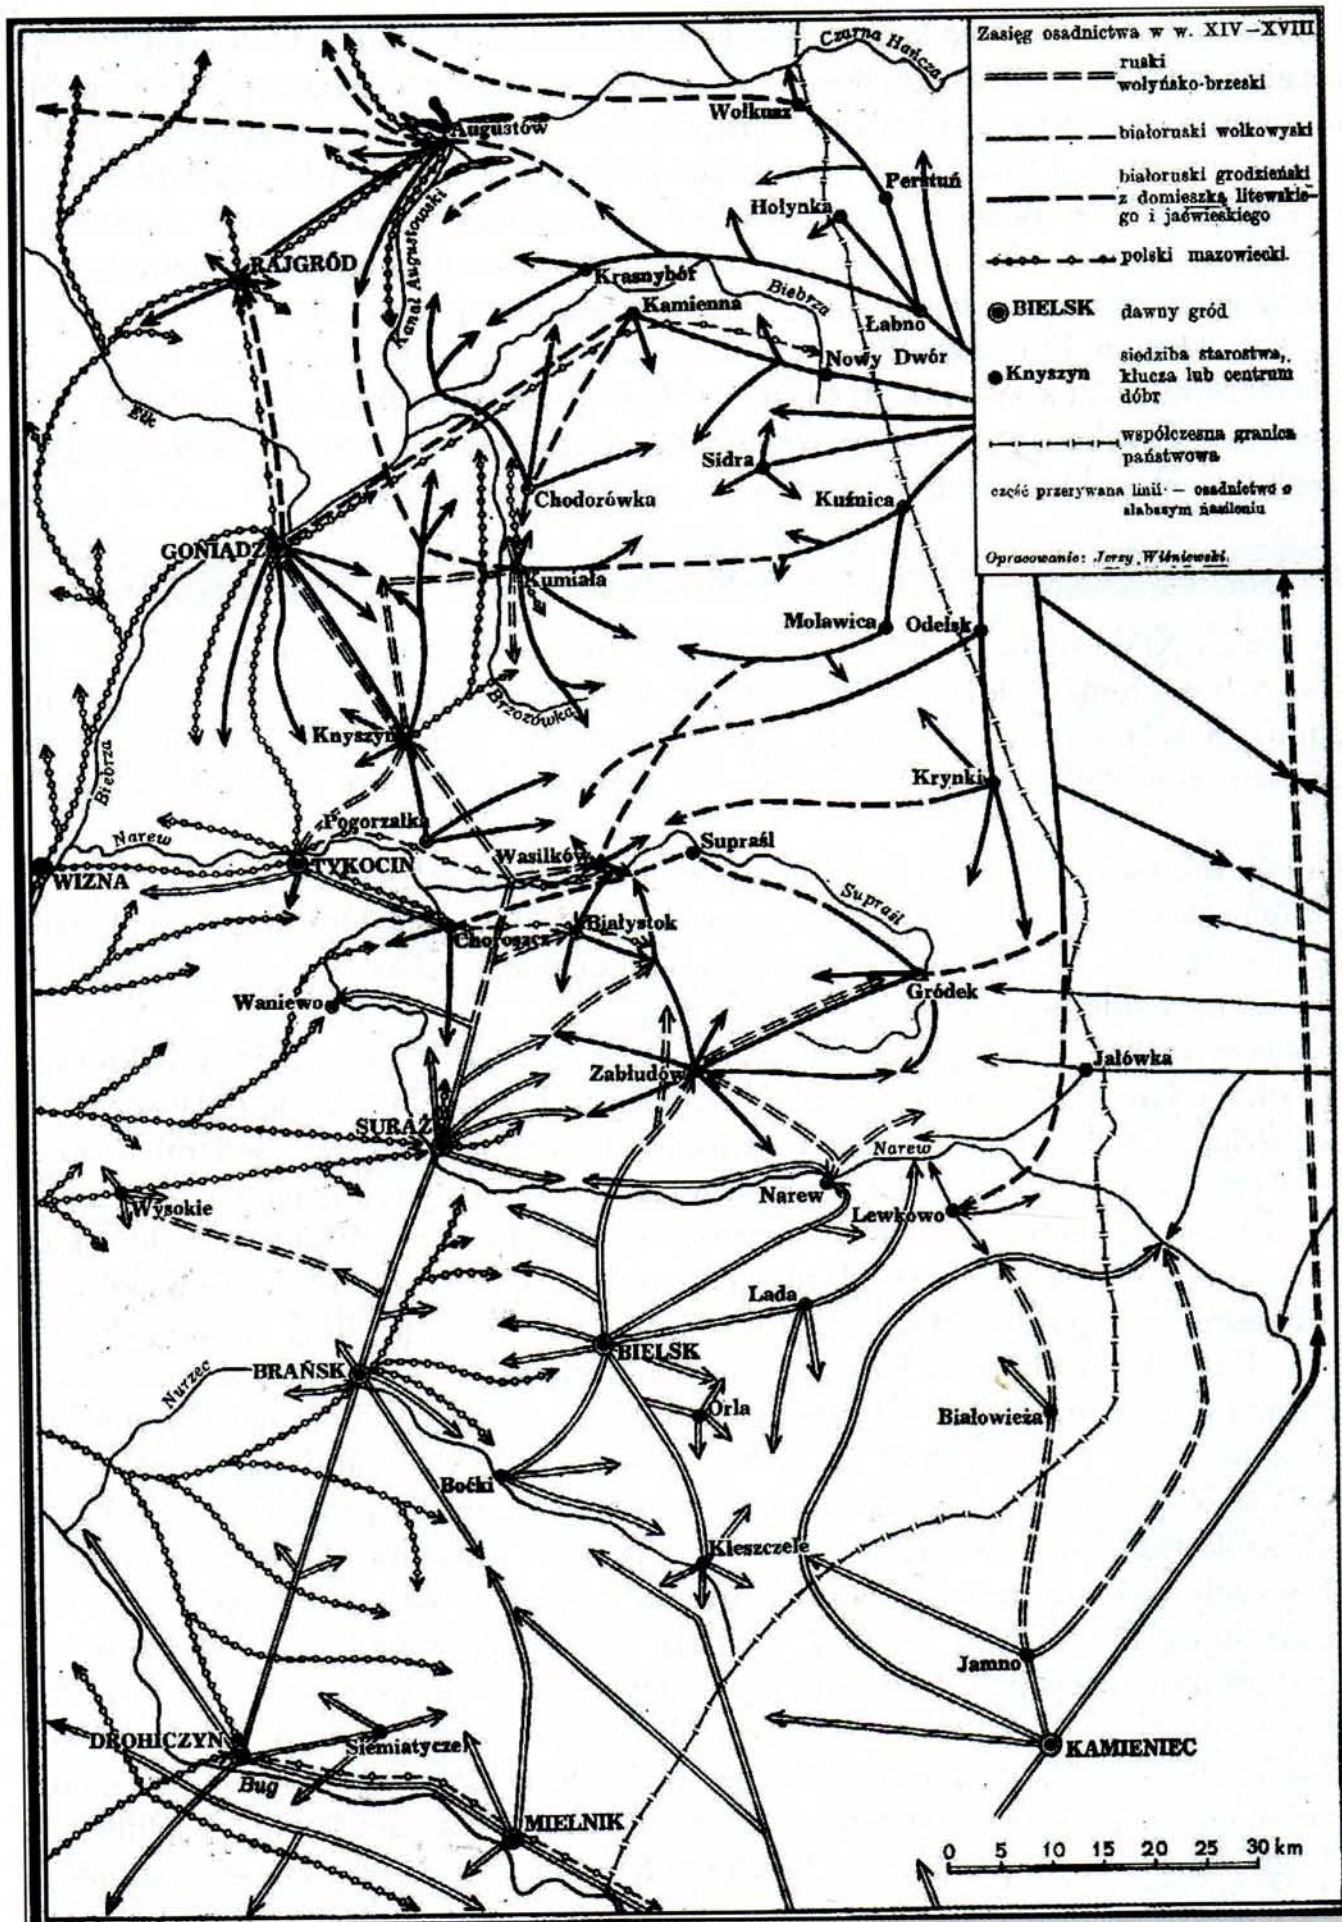 Zasięg osadnictwa w w. XIV–XVIII
ruski
wołyńsko-brzeski
białoruski wołkowyski
białoruski grodzieński
z domieszką litewskie-
go i jaćwieskiego
polski mazowiecki
BIELSK dawny gród
siedziba starostwa,
Knyszyn klucza lub centrum
dóbr
współczesna granica
państwowa
część przerywana linii – osadnictwo o
słabszym nasileniu
Opracowanie: Jerzy Wiśniewski
Czarna Hańcza
Wołkusz
Augustów
Perstuń
Hołynka
Kanał Augustowski
RAJGRÓD
Krasnybór
Kamienna
Biebrza
Łabno
Nowy Dwór
Ełk
Sidra
Chodorówka
Kuźnica
GONIĄDZ
Kumiała
Molawica
Odelsk
Brzozówka
Knyszyn
Biebrza
Krynki
Pogorzałka
Narew
Wasilków
Supraśl
TYKOCIN
WIZNA
Supraśl
Białystok
Choroszcz
Gródek
Waniewo
Jałówka
Zabłudów
SURAŻ
Narew
Narew
Wysokie
Lewkowo
Lada
BIELSK
BRAŃSK
Nurzec
Orla
Białowieża
Boćki
Kleszczele
Jamno
DROHICZYN
Siemiatycze
KAMIENIEC
Bug
MIELNIK
0 5 10 15 20 30 km